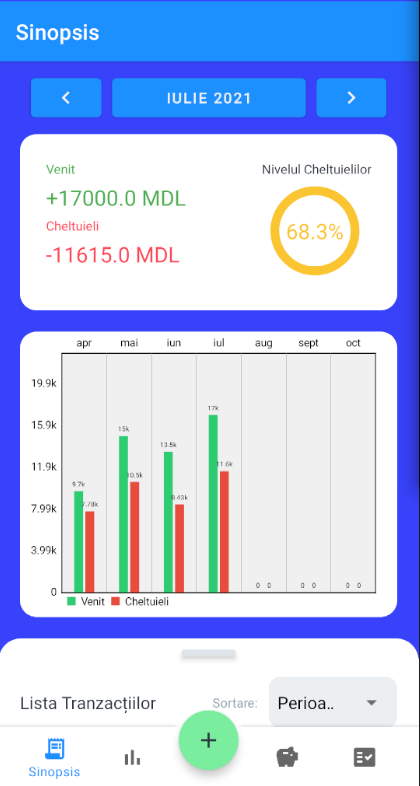 Sinopsis
IULIE 2021
Venit
+17000.0 MDL
Cheltuieli
-11615.0 MDL
Nivelul Cheltuielilor
68.3%
apr mai iun iul aug sept oct
19.9k
15.9k
11.9k
7.99k
3.99k
0
9.7k 7.78k 15k 10.5k 13.5k 8.43k 17k 11.6k 0 0 0 0 0 0
Venit Cheltuieli
Lista Tranzacțiilor
Sortare:
Perioa..
+
Sinopsis